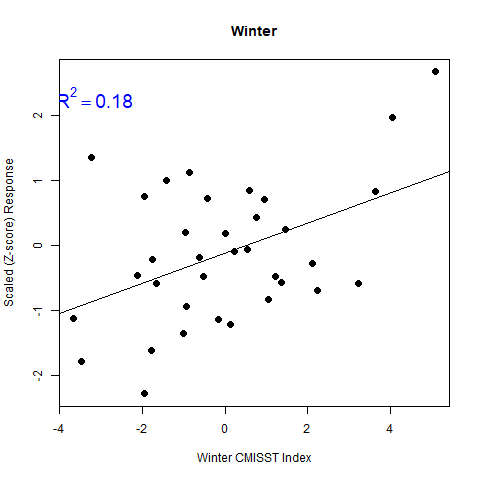 Winter
R² = 0.18
Scaled (Z-score) Response
2
1
0
-1
-2
-4
-2
0
2
4
Winter CMISST Index